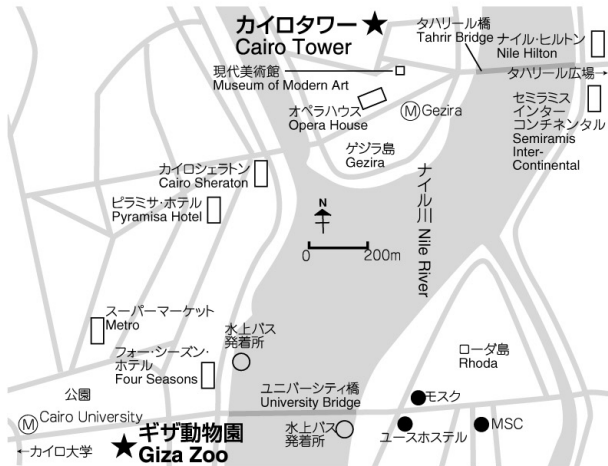 カイロタワー
Cairo Tower
タハリール橋
Tahrir Bridge
ナイル・ヒルトン
Nile Hilton
現代美術館
Museum of Modern Art
タハリール広場
オペラハウス
Opera House
M Gezira
セミラミス
インター
コンチネンタル
Semiramis
Inter-
Continental
ゲジラ島
Gezira
カイロシェラトン
Cairo Sheraton
ピラミサ・ホテル
Pyramisa Hotel
ナイル川 Nile River
N
0 200m
スーパーマーケット
Metro
水上バス
発着所
フォー・シーズン・
ホテル
Four Seasons
ローダ島
Rhoda
公園
ユニバーシティ橋
University Bridge
モスク
M Cairo University
ギザ動物園
Giza Zoo
水上バス
発着所
ユースホステル
MSC
カイロ大学